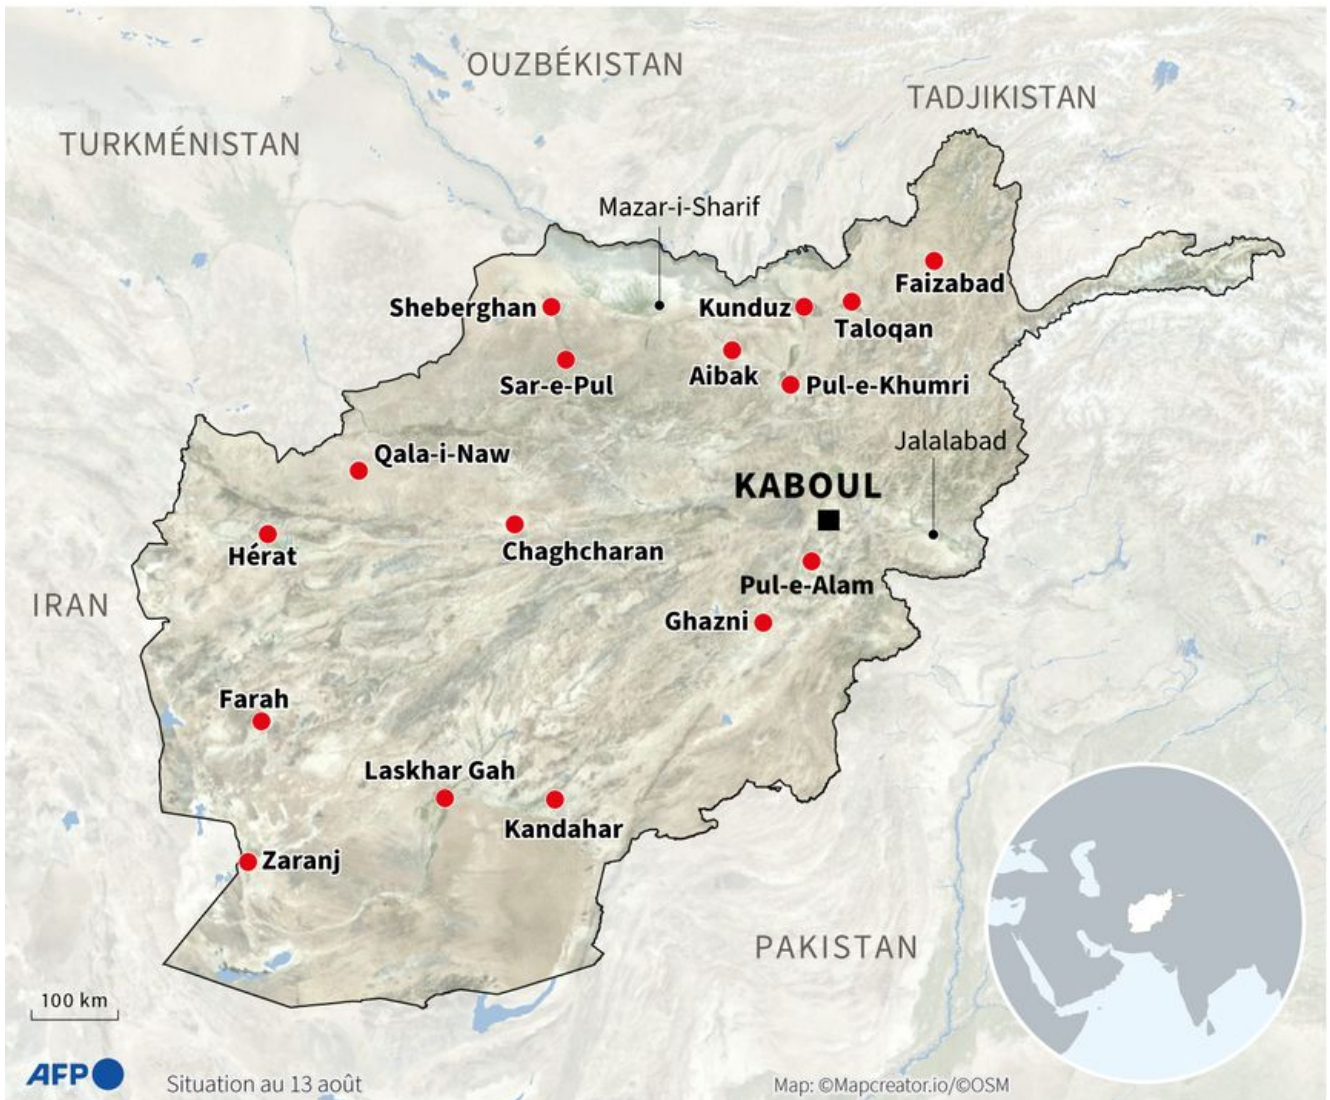 OUZBÉKISTAN
TADJIKISTAN
TURKMÉNISTAN
Mazar-i-Sharif
Faizabad
Sheberghan
Kunduz
Taloqan
Sar-e-Pul
Aibak
Pul-e-Khumri
Qala-i-Naw
Jalalabad
KABOUL
Hérat
Chaghcharan
Pul-e-Alam
IRAN
Ghazni
Farah
Laskhar Gah
Kandahar
Zaranj
PAKISTAN
100 km
AFP
Situation au 13 août
Map: ©Mapcreator.io/©OSM